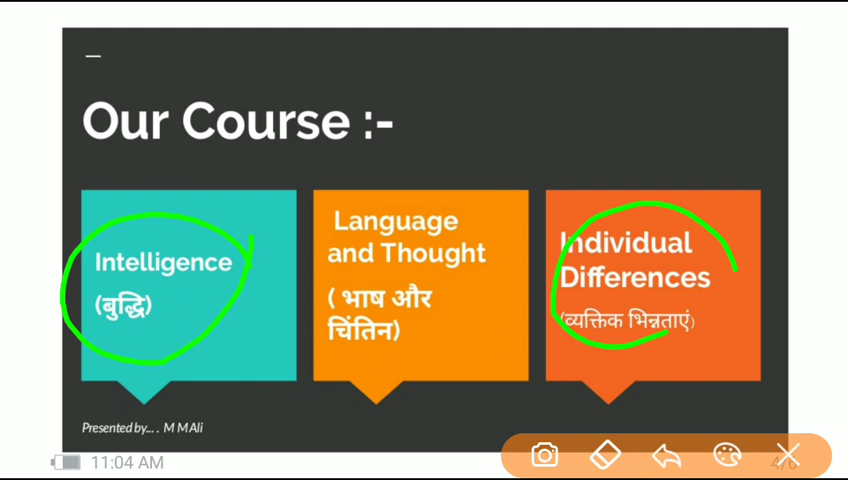 Our Course :-
Intelligence
(बुद्धि)
Language
and Thought
( भाष और
चिंतिन)
Individual
Differences
(व्यक्तिक भिन्नताएं)
Presented by... . M M Ali
11:04 AM